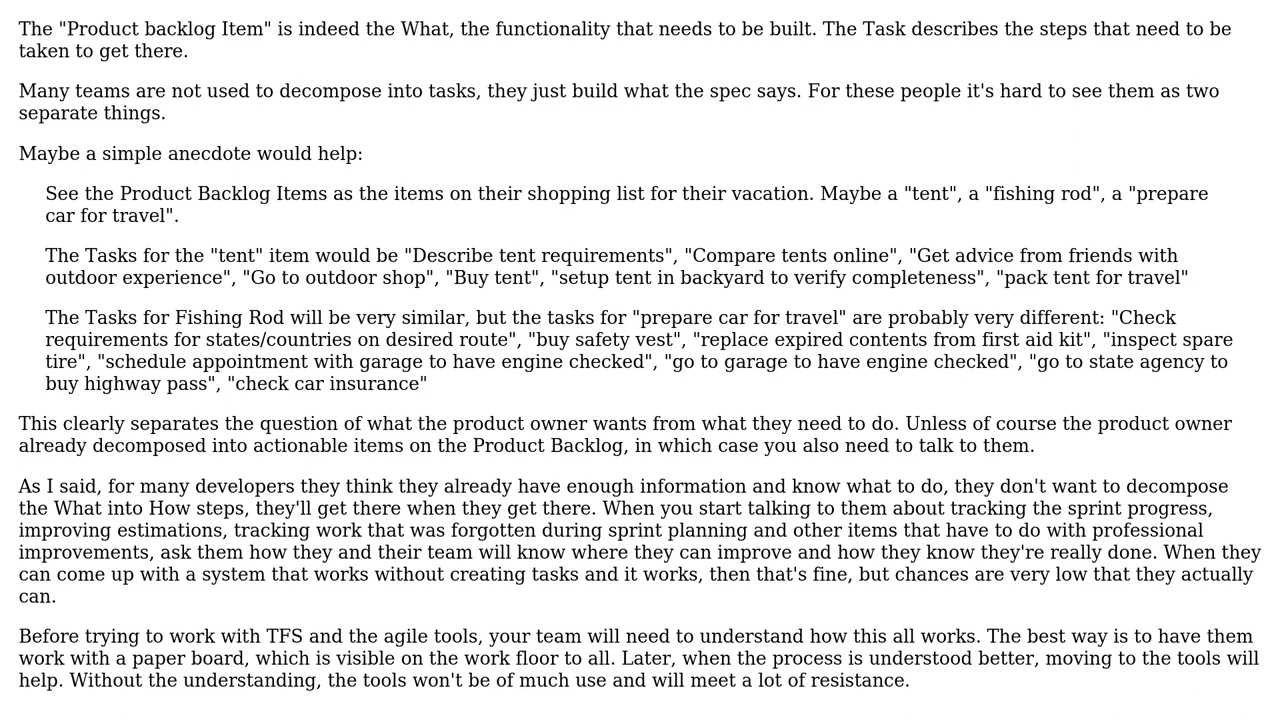 The "Product backlog Item" is indeed the What, the functionality that needs to be built. The Task describes the steps that need to be
taken to get there.
Many teams are not used to decompose into tasks, they just build what the spec says. For these people it's hard to see them as two
separate things.
Maybe a simple anecdote would help:
See the Product Backlog Items as the items on their shopping list for their vacation. Maybe a "tent", a "fishing rod", a "prepare
car for travel".
The Tasks for the "tent" item would be "Describe tent requirements", "Compare tents online", "Get advice from friends with
outdoor experience", "Go to outdoor shop", "Buy tent", "setup tent in backyard to verify completeness", "pack tent for travel"
The Tasks for Fishing Rod will be very similar, but the tasks for "prepare car for travel" are probably very different: "Check
requirements for states/countries on desired route", "buy safety vest", "replace expired contents from first aid kit", "inspect spare
tire", "schedule appointment with garage to have engine checked", "go to garage to have engine checked", "go to state agency to
buy highway pass", "check car insurance"
This clearly separates the question of what the product owner wants from what they need to do. Unless of course the product owner
already decomposed into actionable items on the Product Backlog, in which case you also need to talk to them.
As I said, for many developers they think they already have enough information and know what to do, they don't want to decompose
the What into How steps, they'll get there when they get there. When you start talking to them about tracking the sprint progress,
improving estimations, tracking work that was forgotten during sprint planning and other items that have to do with professional
improvements, ask them how they and their team will know where they can improve and how they know they're really done. When they
can come up with a system that works without creating tasks and it works, then that's fine, but chances are very low that they actually
can.
Before trying to work with TFS and the agile tools, your team will need to understand how this all works. The best way is to have them
work with a paper board, which is visible on the work floor to all. Later, when the process is understood better, moving to the tools will
help. Without the understanding, the tools won't be of much use and will meet a lot of resistance.